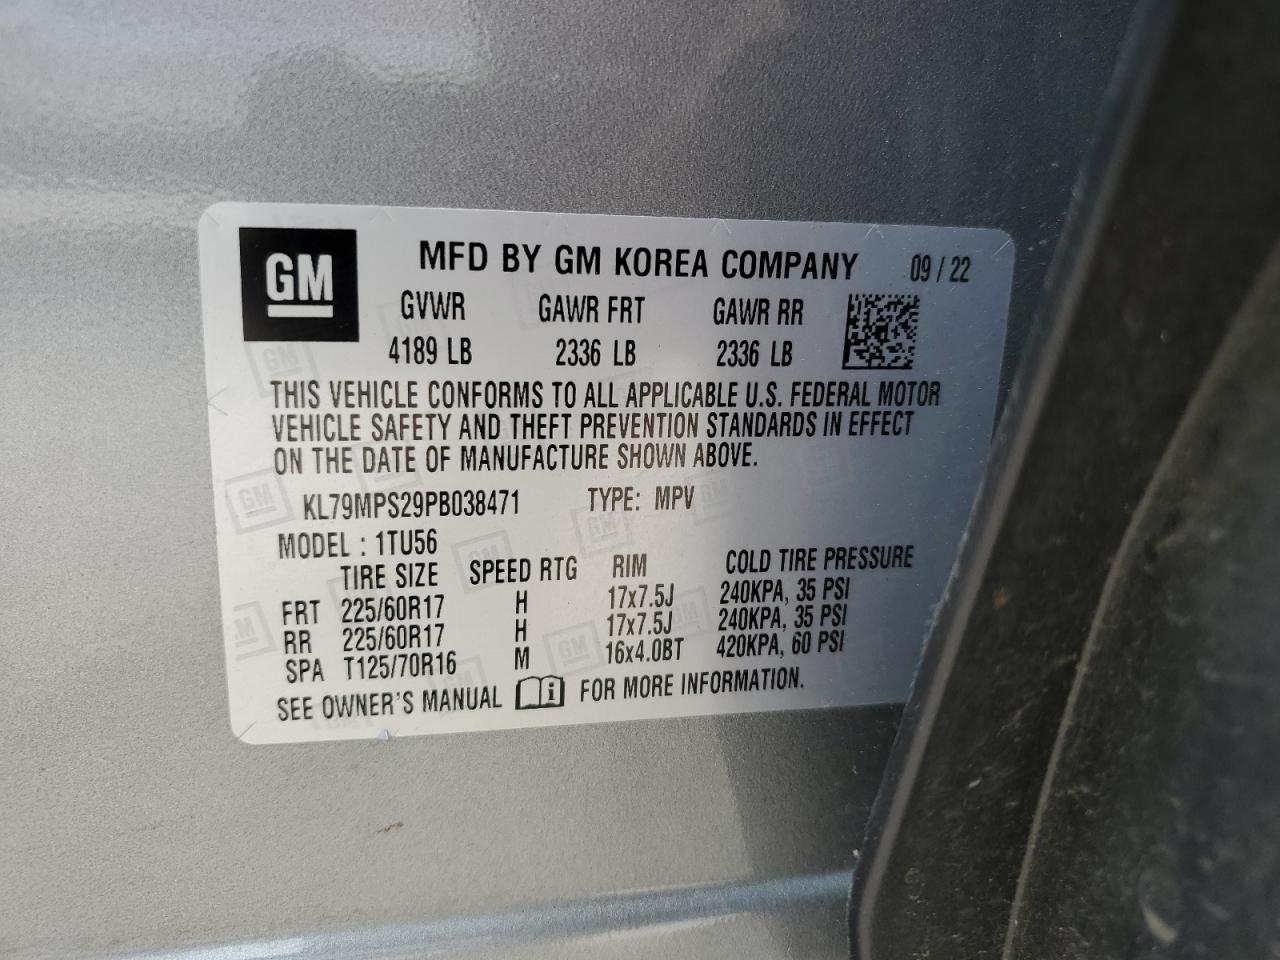 GM MFD BY GM KOREA COMPANY 09 / 22
GVWR GAWR FRT GAWR RR
4189 LB 2336 LB 2336 LB
THIS VEHICLE CONFORMS TO ALL APPLICABLE U.S. FEDERAL MOTOR
VEHICLE SAFETY AND THEFT PREVENTION STANDARDS IN EFFECT
ON THE DATE OF MANUFACTURE SHOWN ABOVE.
KL79MPS29PB038471 TYPE: MPV
MODEL : 1TU56
TIRE SIZE SPEED RTG RIM COLD TIRE PRESSURE
FRT 225/60R17 H 17x7.5J 240KPA, 35 PSI
RR 225/60R17 H 17x7.5J 240KPA, 35 PSI
SPA T125/70R16 M 16x4.0BT 420KPA, 60 PSI
SEE OWNER'S MANUAL i FOR MORE INFORMATION.